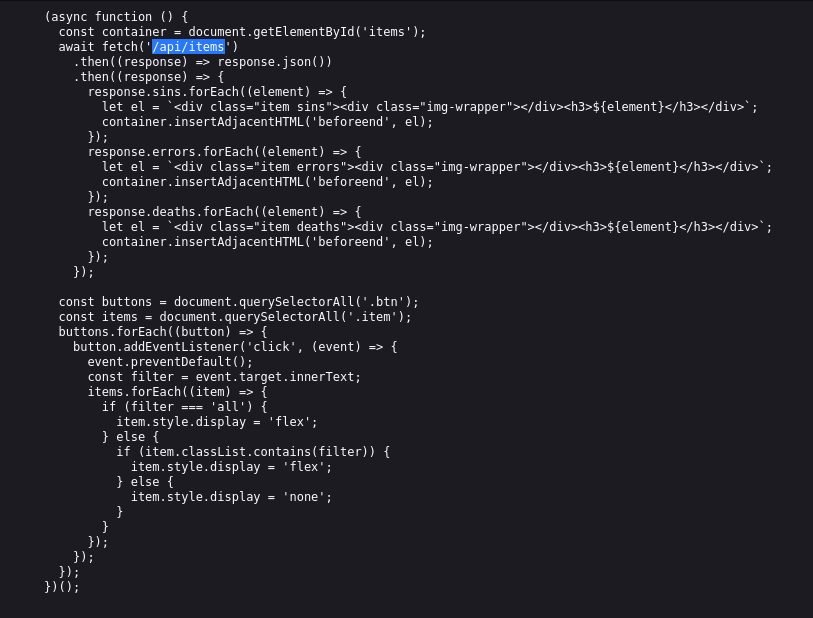 (async function () {
  const container = document.getElementById('items');
  await fetch('/api/items')
    .then((response) => response.json())
    .then((response) => {
      response.sins.forEach((element) => {
        let el = `<div class="item sins"><div class="img-wrapper"></div><h3>${element}</h3></div>`;
        container.insertAdjacentHTML('beforeend', el);
      });
      response.errors.forEach((element) => {
        let el = `<div class="item errors"><div class="img-wrapper"></div><h3>${element}</h3></div>`;
        container.insertAdjacentHTML('beforeend', el);
      });
      response.deaths.forEach((element) => {
        let el = `<div class="item deaths"><div class="img-wrapper"></div><h3>${element}</h3></div>`;
        container.insertAdjacentHTML('beforeend', el);
      });
    });

  const buttons = document.querySelectorAll('.btn');
  const items = document.querySelectorAll('.item');
  buttons.forEach((button) => {
    button.addEventListener('click', (event) => {
      event.preventDefault();
      const filter = event.target.innerText;
      items.forEach((item) => {
        if (filter === 'all') {
          item.style.display = 'flex';
        } else {
          if (item.classList.contains(filter)) {
            item.style.display = 'flex';
          } else {
            item.style.display = 'none';
          }
        }
      });
    });
  });
})();